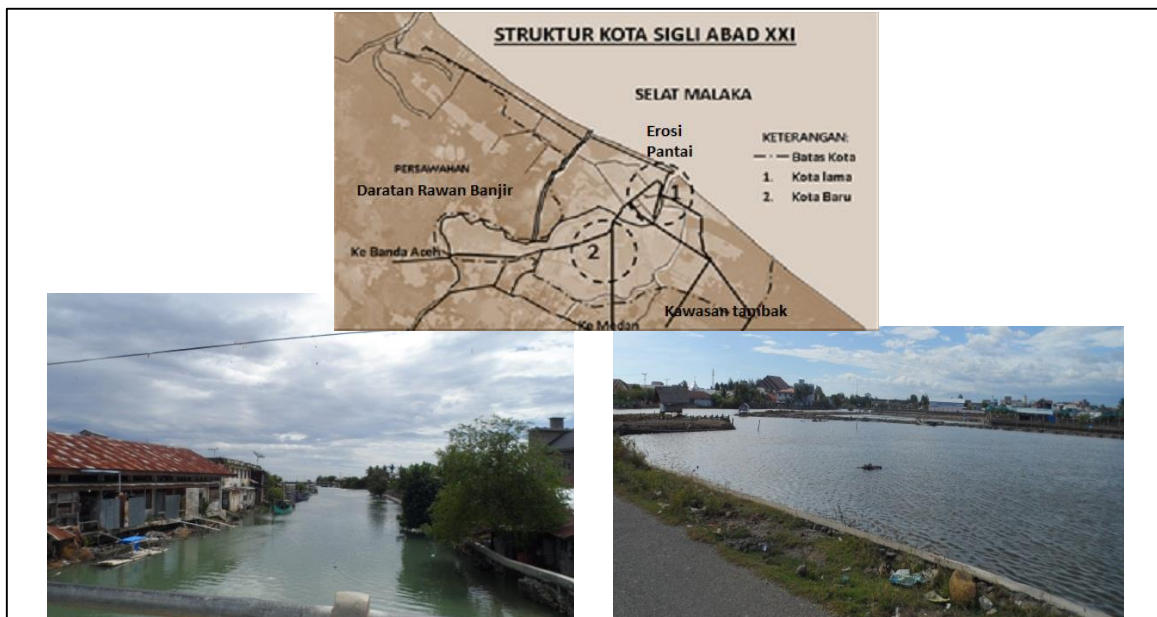 STRUKTUR KOTA SIGLI ABAD XXI
SELAT MALAKA
Erosi
Pantai
KETERANGAN:
Batas Kota
1. Kota lama
2. Kota Baru
PERSAWAHAN
Daratan Rawan Banjir
1
2
Ke Banda Aceh
Kawasan tambak
Ke Medan